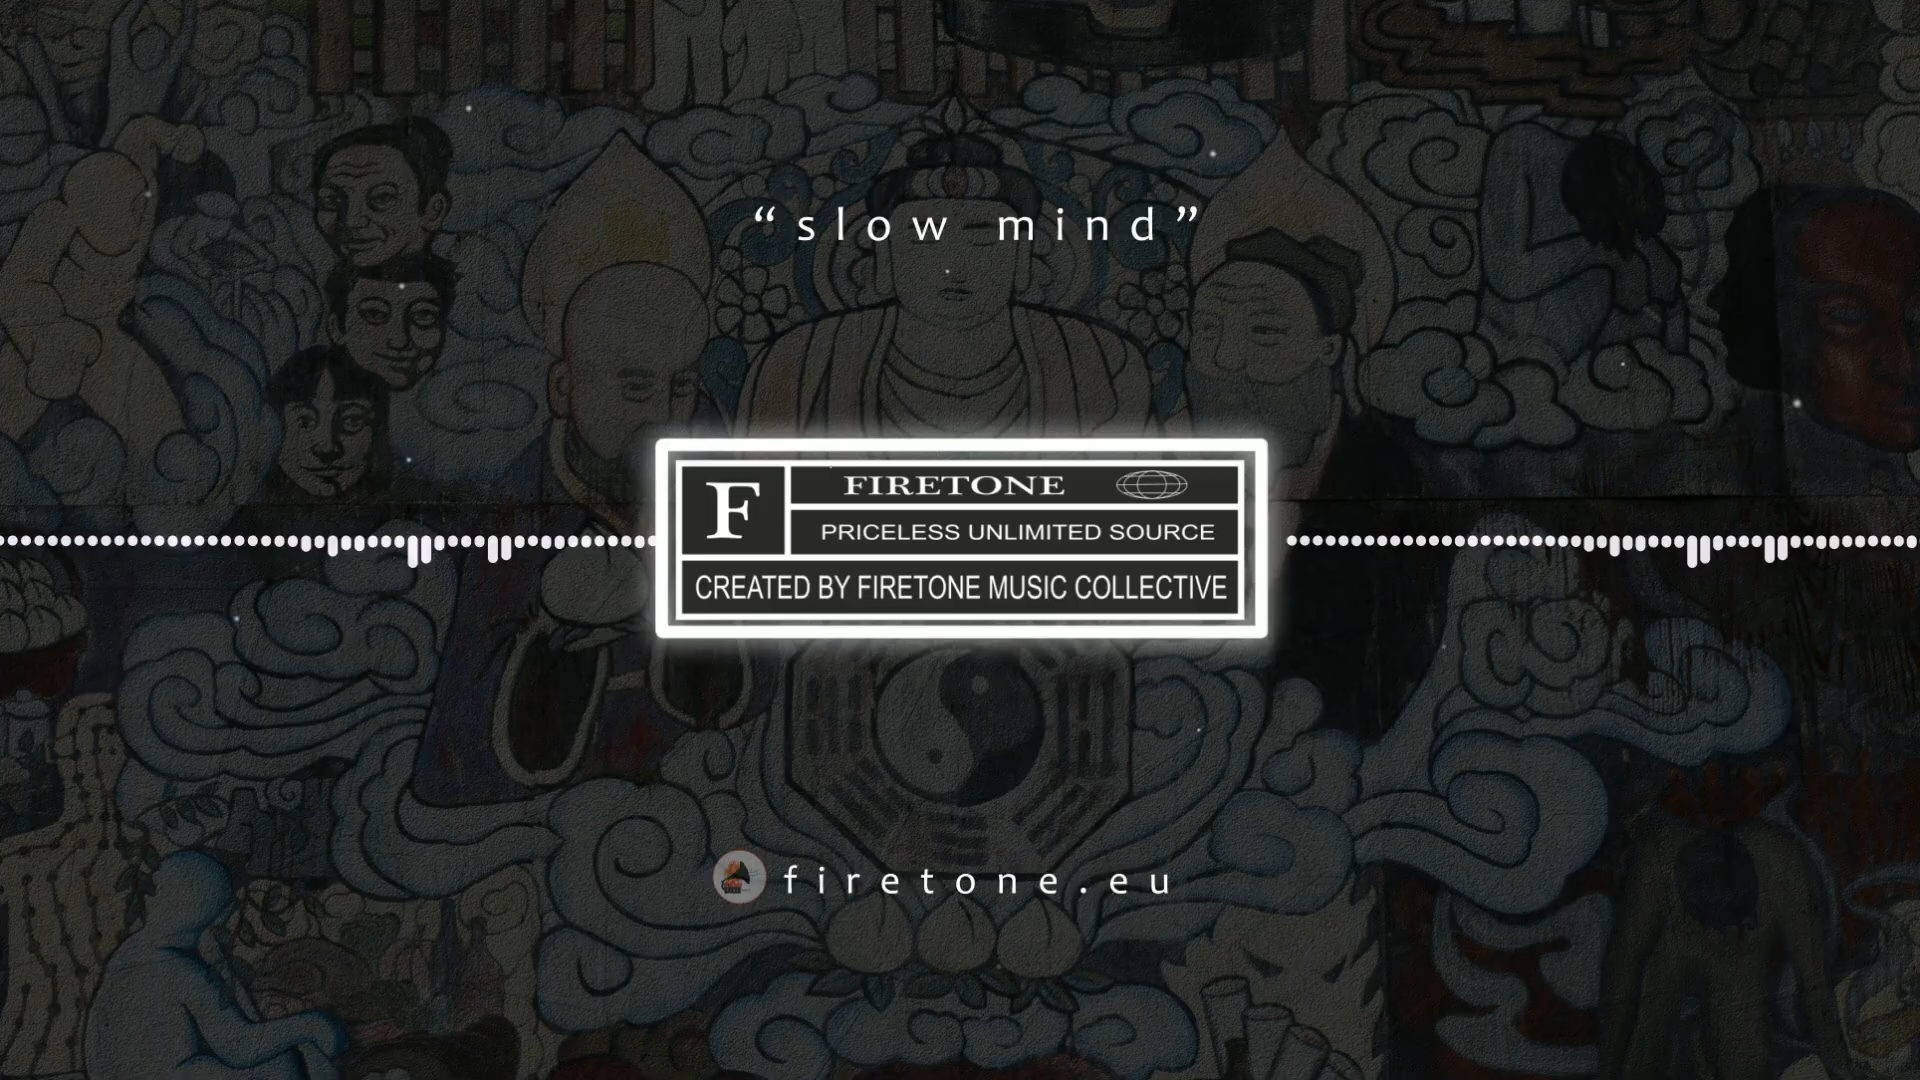 “slow mind”
F
FIRETONE
PRICELESS UNLIMITED SOURCE
CREATED BY FIRETONE MUSIC COLLECTIVE
firetone.eu